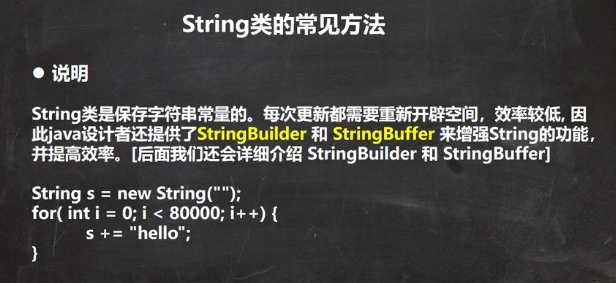 String类的常见方法
● 说明
String类是保存字符串常量的。每次更新都需要重新开辟空间，效率较低, 因
此java设计者还提供了StringBuilder 和 StringBuffer 来增强String的功能，
并提高效率。[后面我们还会详细介绍 StringBuilder 和 StringBuffer]
String s = new String("");
for( int i = 0; i < 80000; i++) {
s += "hello";
}